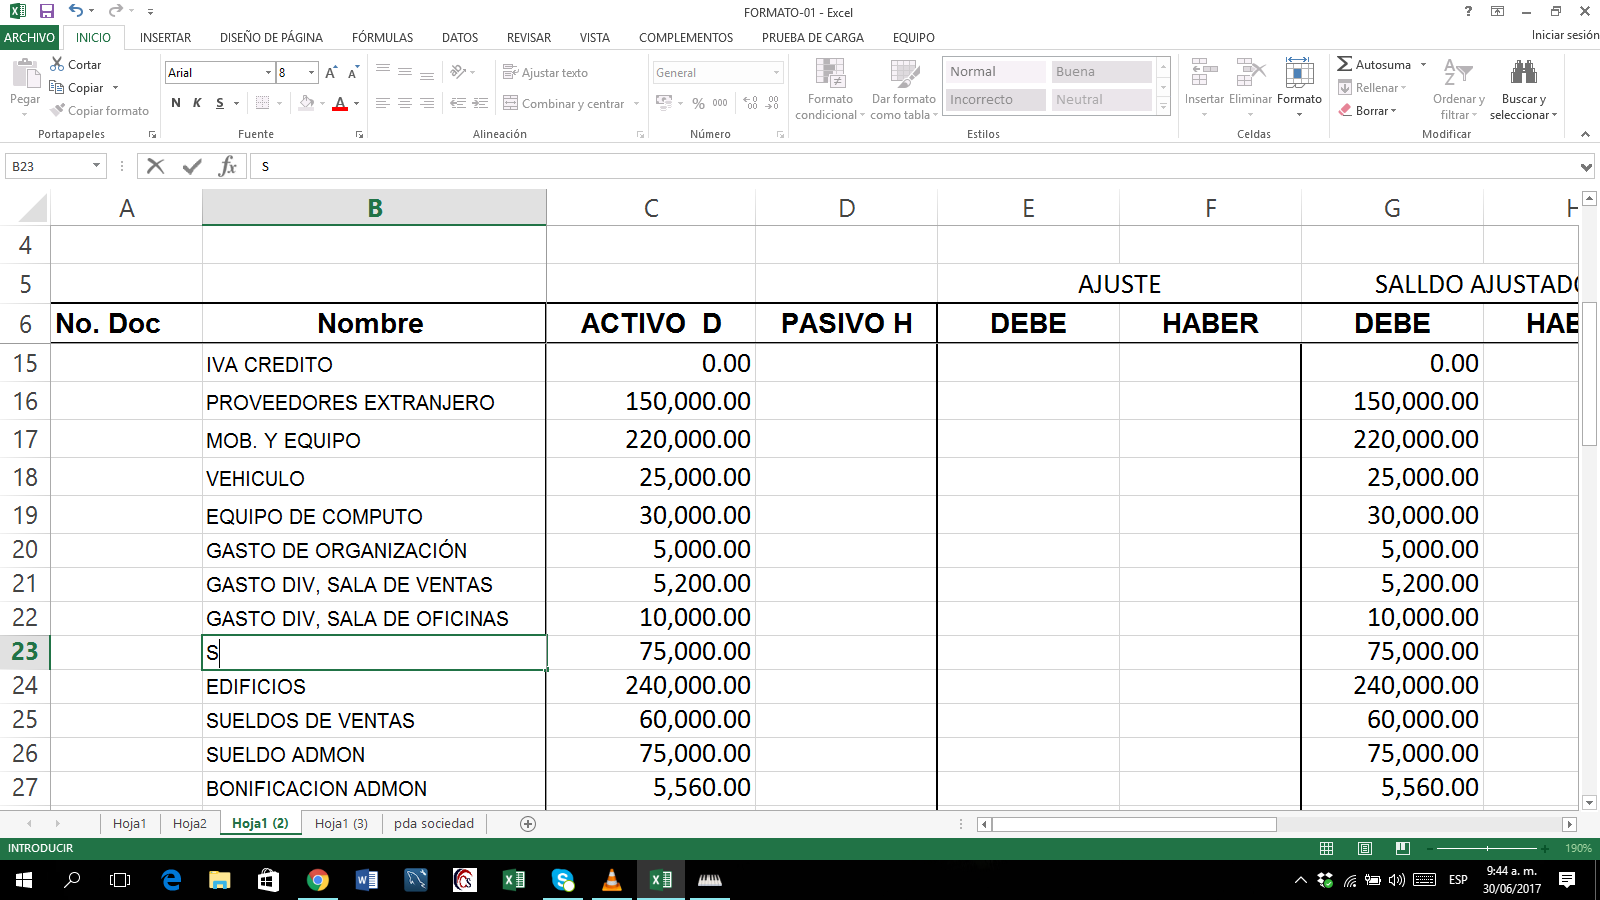 FORMATO-01 - Excel
ARCHIVO INICIO INSERTAR DISEÑO DE PÁGINA FÓRMULAS DATOS REVISAR VISTA COMPLEMENTOS PRUEBA DE CARGA EQUIPO Iniciar sesión
Pegar
Cortar
Copiar
Copiar formato
Portapapeles
Arial 8
N K S
Fuente
Ajustar texto
Combinar y centrar
Alineación
General
% 000
Número
Formato condicional
Dar formato como tabla
Normal Buena
Incorrecto Neutral
Estilos
Insertar Eliminar Formato
Celdas
Autosuma
Rellenar
Borrar
Ordenar y filtrar
Buscar y seleccionar
Modificar
B23 fx S
A B C D E F G H
4
5 AJUSTE SALLDO AJUSTADO
6 No. Doc Nombre ACTIVO D PASIVO H DEBE HABER DEBE HAB
15 IVA CREDITO 0.00 0.00
16 PROVEEDORES EXTRANJERO 150,000.00 150,000.00
17 MOB. Y EQUIPO 220,000.00 220,000.00
18 VEHICULO 25,000.00 25,000.00
19 EQUIPO DE COMPUTO 30,000.00 30,000.00
20 GASTO DE ORGANIZACIÓN 5,000.00 5,000.00
21 GASTO DIV, SALA DE VENTAS 5,200.00 5,200.00
22 GASTO DIV, SALA DE OFICINAS 10,000.00 10,000.00
23 S 75,000.00 75,000.00
24 EDIFICIOS 240,000.00 240,000.00
25 SUELDOS DE VENTAS 60,000.00 60,000.00
26 SUELDO ADMON 75,000.00 75,000.00
27 BONIFICACION ADMON 5,560.00 5,560.00
Hoja1 Hoja2 Hoja1 (2) Hoja1 (3) pda sociedad
INTRODUCIR 190%
ESP
9:44 a. m.
30/06/2017